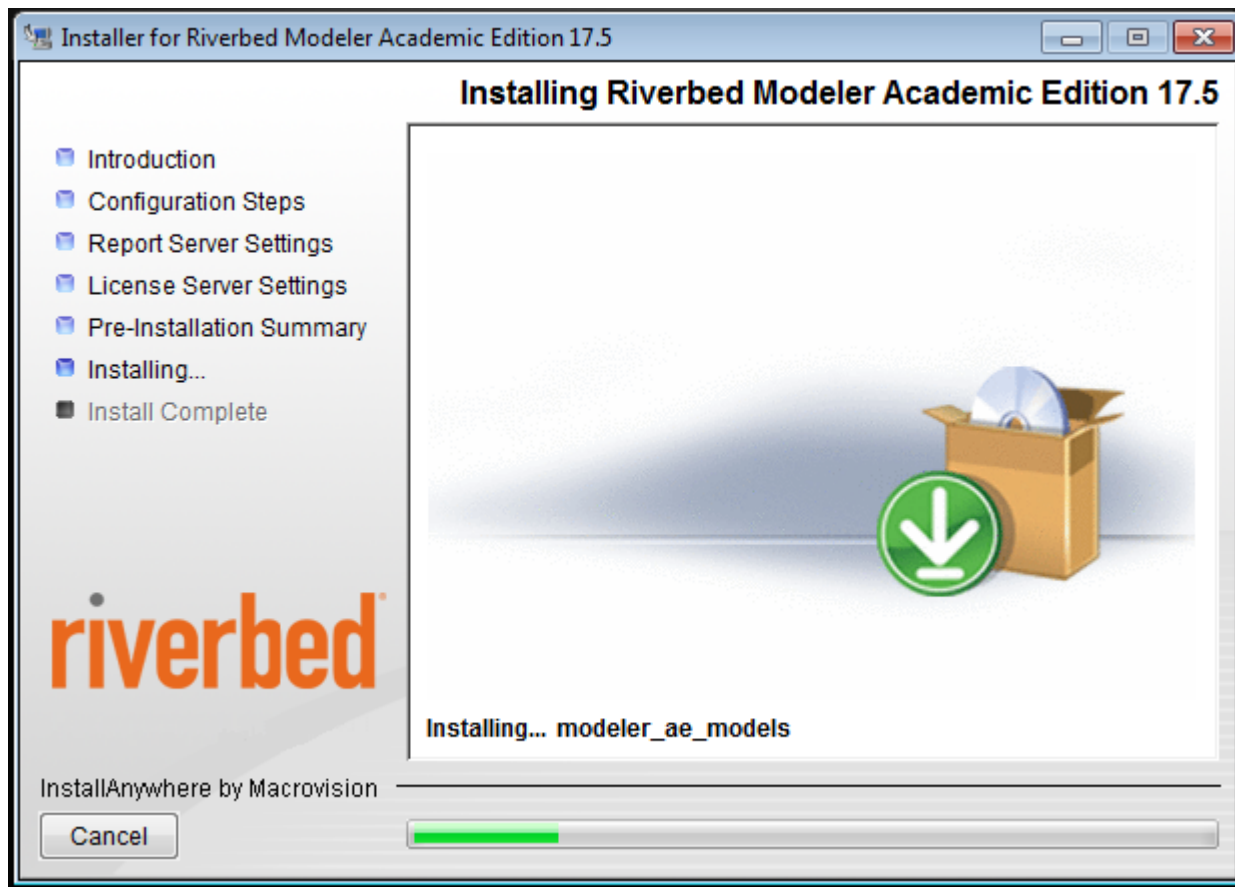 Installer for Riverbed Modeler Academic Edition 17.5
Installing Riverbed Modeler Academic Edition 17.5
Introduction
Configuration Steps
Report Server Settings
License Server Settings
Pre-Installation Summary
Installing...
Install Complete
riverbed
Installing... modeler_ae_models
InstallAnywhere by Macrovision
Cancel